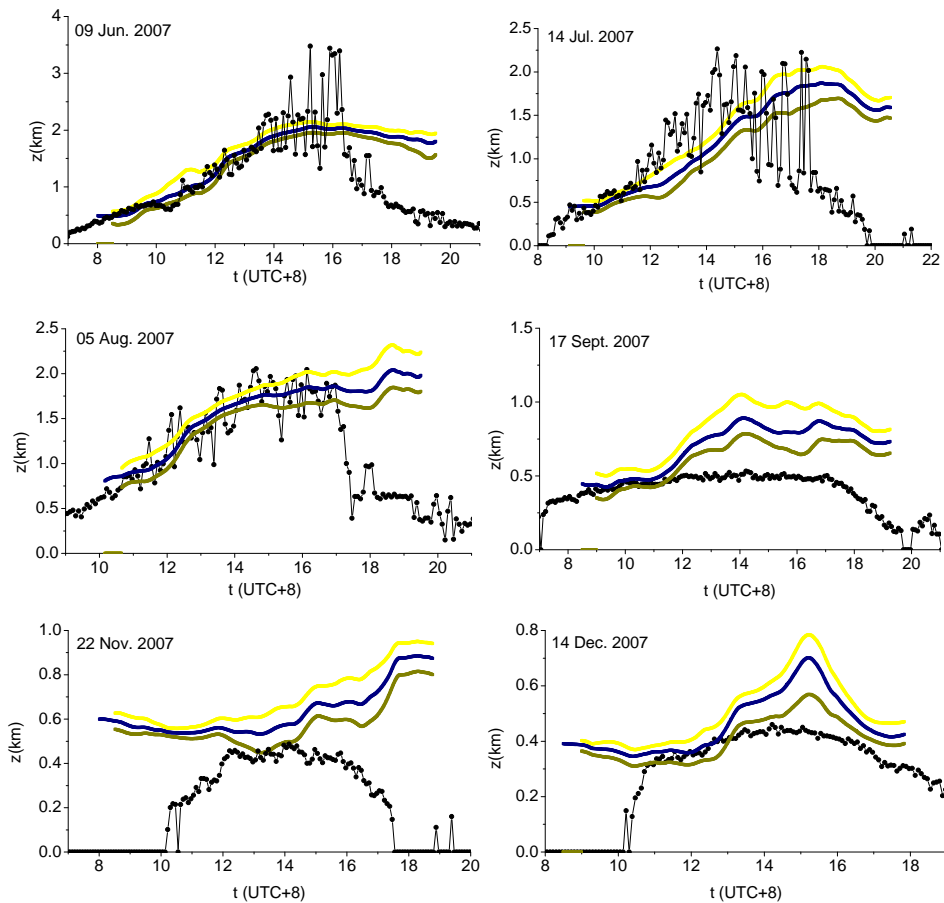 09 Jun. 2007
z(km)
4
3
2
1
0
8 10 12 14 16 18 20
t (UTC+8)
14 Jul. 2007
z(km)
2.5
2.0
1.5
1.0
0.5
0.0
8 10 12 14 16 18 20 22
t (UTC+8)
05 Aug. 2007
z(km)
2.5
2.0
1.5
1.0
0.5
0.0
10 12 14 16 18 20
t (UTC+8)
17 Sept. 2007
z(km)
1.5
1.0
0.5
0.0
8 10 12 14 16 18 20
t (UTC+8)
22 Nov. 2007
z(km)
1.0
0.8
0.6
0.4
0.2
0.0
8 10 12 14 16 18 20
t (UTC+8)
14 Dec. 2007
z(km)
0.8
0.6
0.4
0.2
0.0
8 10 12 14 16 18
t (UTC+8)